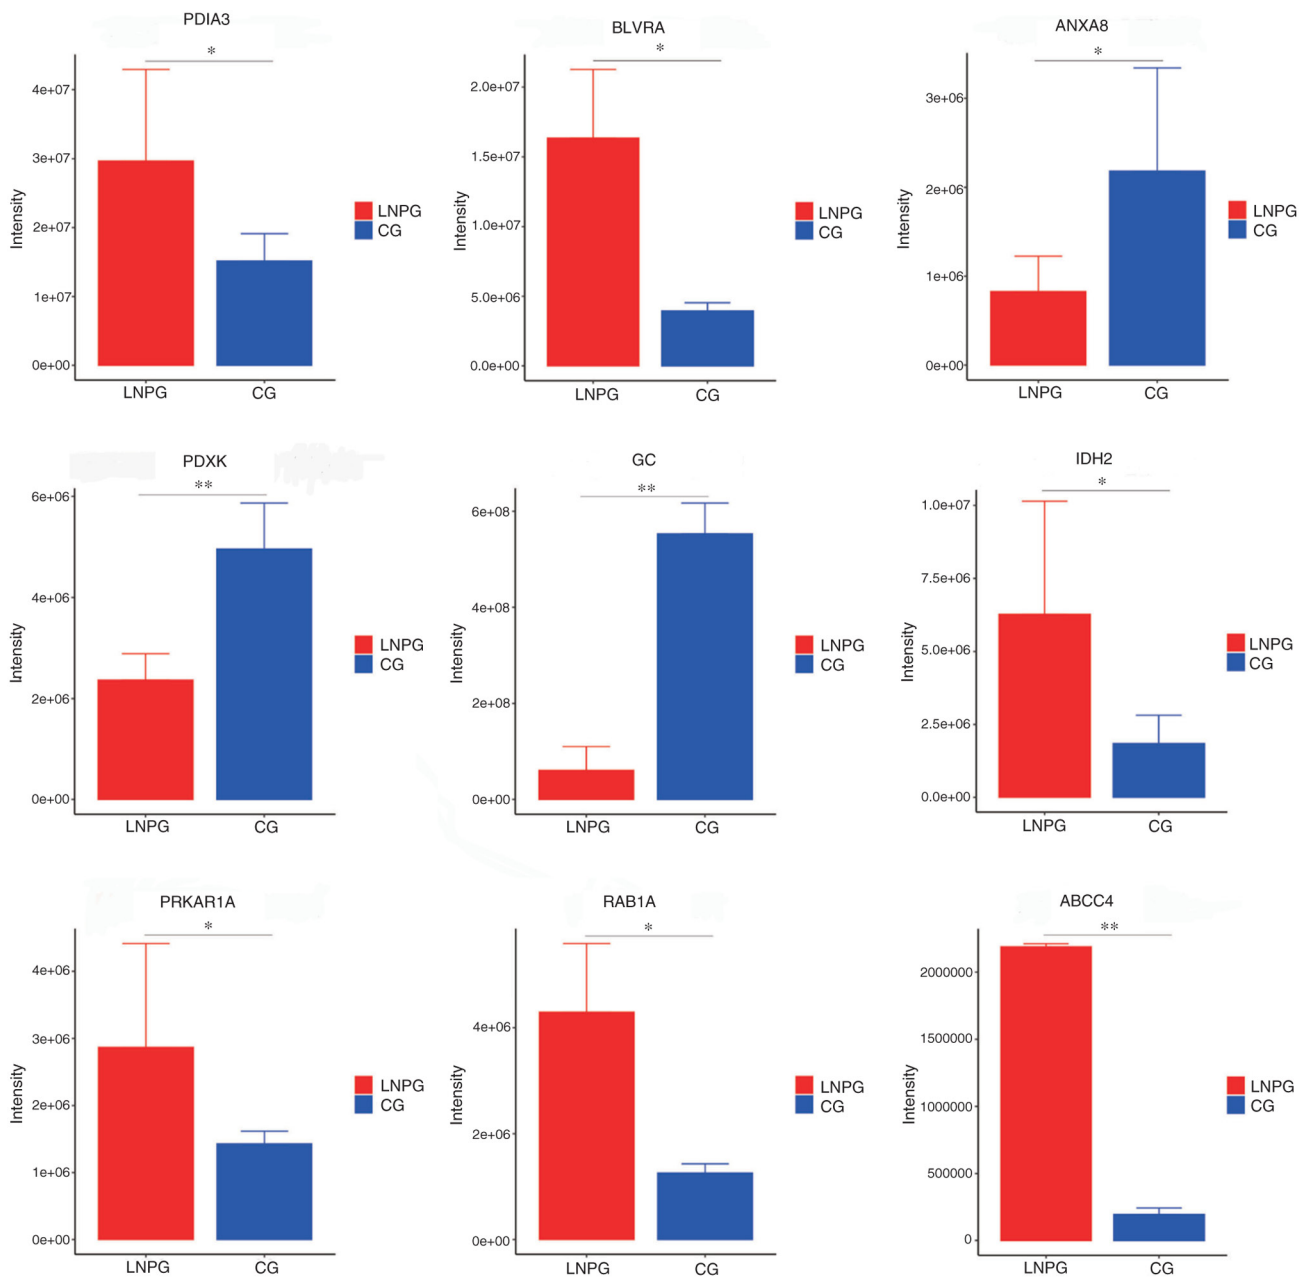 PDIA3
*
4e+07
3e+07
2e+07
1e+07
0e+00
Intensity
LNPG
CG
LNPG
CG
BLVRA
*
2.0e+07
1.5e+07
1.0e+07
5.0e+06
0.0e+00
Intensity
LNPG
CG
LNPG
CG
ANXA8
*
3e+06
2e+06
1e+06
0e+00
Intensity
LNPG
CG
LNPG
CG
PDXK
**
6e+06
4e+06
2e+06
0e+00
Intensity
LNPG
CG
LNPG
CG
GC
**
6e+08
4e+08
2e+08
0e+00
Intensity
LNPG
CG
LNPG
CG
IDH2
*
1.0e+07
7.5e+06
5.0e+06
2.5e+06
0.0e+00
Intensity
LNPG
CG
LNPG
CG
PRKAR1A
*
4e+06
3e+06
2e+06
1e+06
0e+00
Intensity
LNPG
CG
LNPG
CG
RAB1A
*
4e+06
2e+06
0e+00
Intensity
LNPG
CG
LNPG
CG
ABCC4
**
2000000
1500000
1000000
500000
0
Intensity
LNPG
CG
LNPG
CG